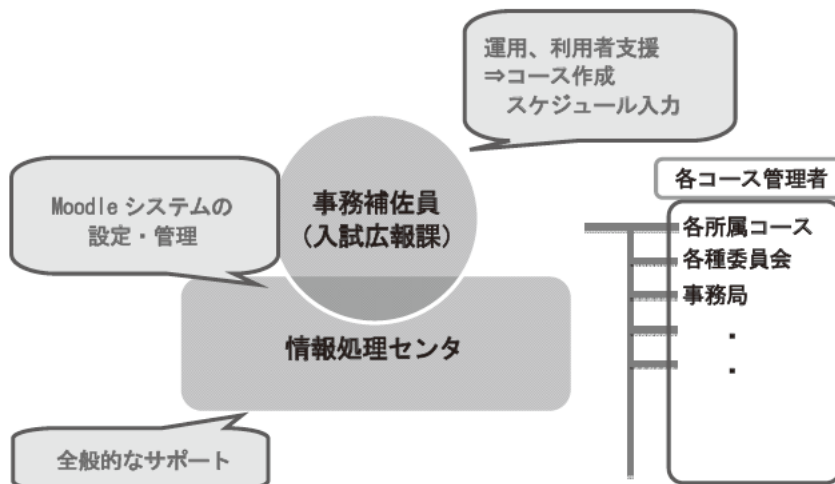 運用、利用者支援
⇒コース作成
スケジュール入力
Moodle システムの
設定・管理
事務補佐員
(入試広報課)
情報処理センタ
全般的なサポート
各コース管理者
各所属コース
各種委員会
事務局
・
・